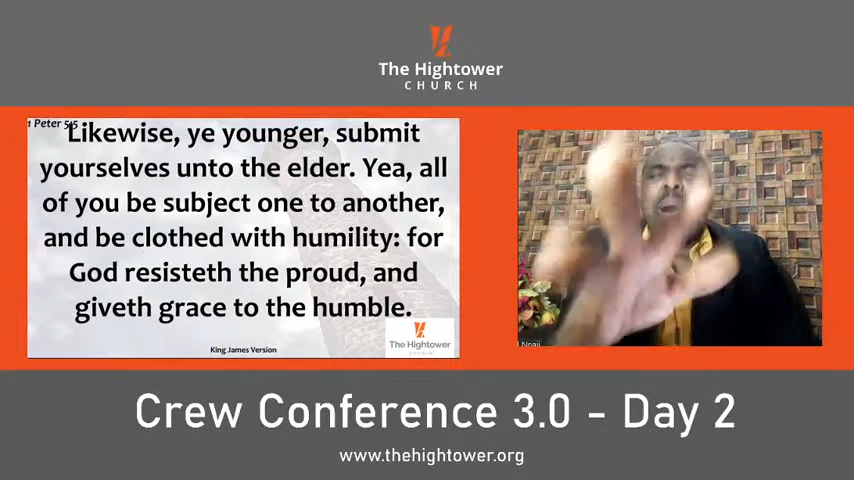 The Hightower
CHURCH
1 Peter 5:5
Likewise, ye younger, submit
yourselves unto the elder. Yea, all
of you be subject one to another,
and be clothed with humility: for
God resisteth the proud, and
giveth grace to the humble.
The Hightower
CHURCH
King James Version
Nnaji
Crew Conference 3.0 - Day 2
www.thehightower.org